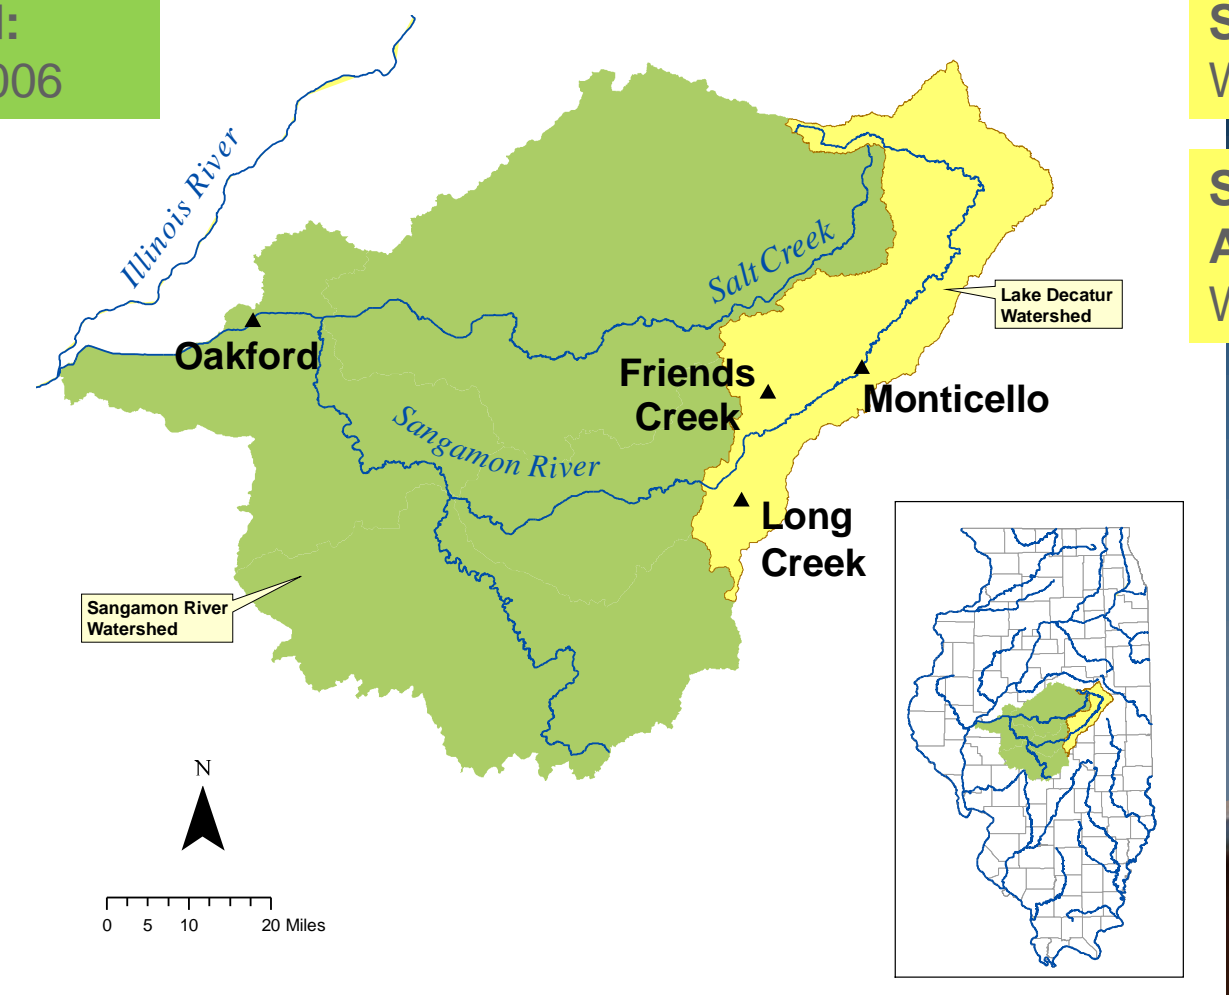 :
006
S
W
S
A
W
Illinois River
Salt Creek
Lake Decatur
Watershed
Oakford
Friends
Creek
Monticello
Sangamon River
Long
Creek
Sangamon River
Watershed
N
0 5 10 20 Miles